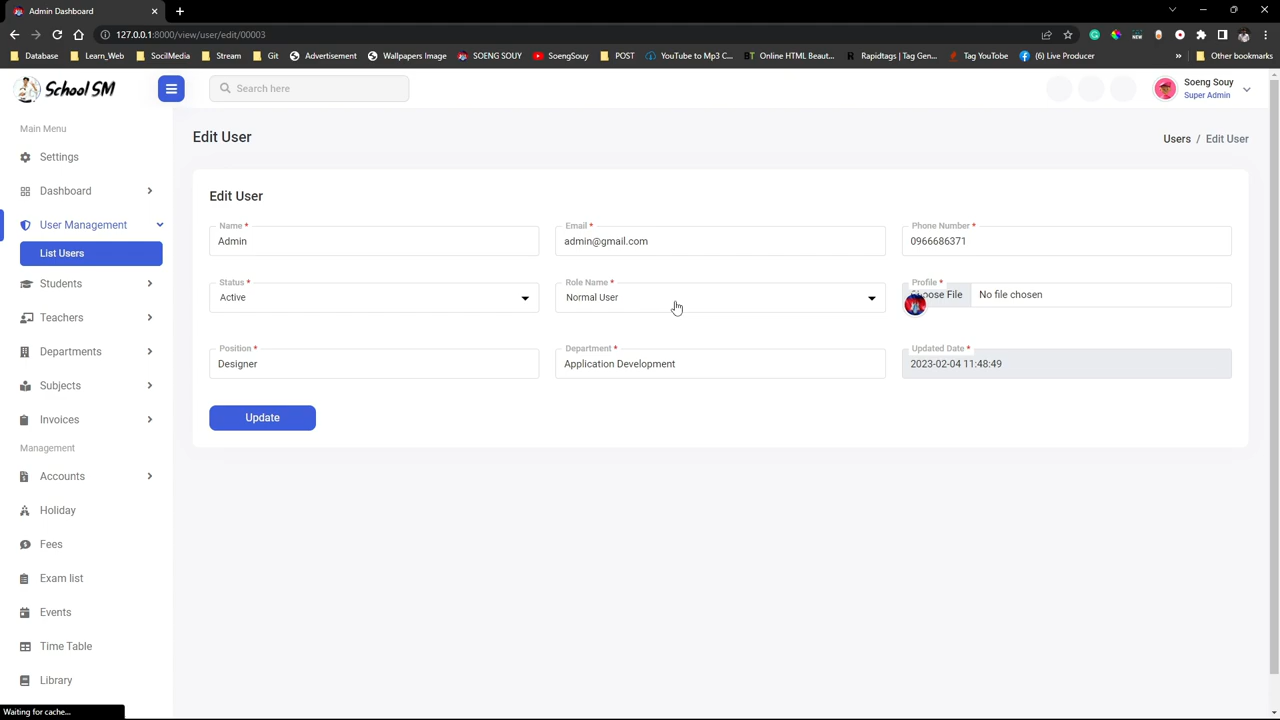 Admin Dashboard
127.0.0.1:8000/view/user/edit/00003
Database
Learn_Web
SocilMedia
Stream
Git
Advertisement
Wallpapers Image
SOENG SOUY
SoengSouy
POST
YouTube to Mp3 C...
BT Online HTML Beaut...
R Rapidtags | Tag Gen...
Tag YouTube
(6) Live Producer
»
Other bookmarks
School SM
Search here
Soeng Souy
Super Admin
Main Menu
Settings
Dashboard
User Management
List Users
Students
Teachers
Departments
Subjects
Invoices
Management
Accounts
Holiday
Fees
Exam list
Events
Time Table
Library
Edit User
Users / Edit User
Edit User
Name *
Admin
Email *
admin@gmail.com
Phone Number *
0966686371
Status *
Active
Role Name *
Normal User
Profile *
Choose File No file chosen
Position *
Designer
Department *
Application Development
Updated Date *
2023-02-04 11:48:49
Update
Waiting for cache...